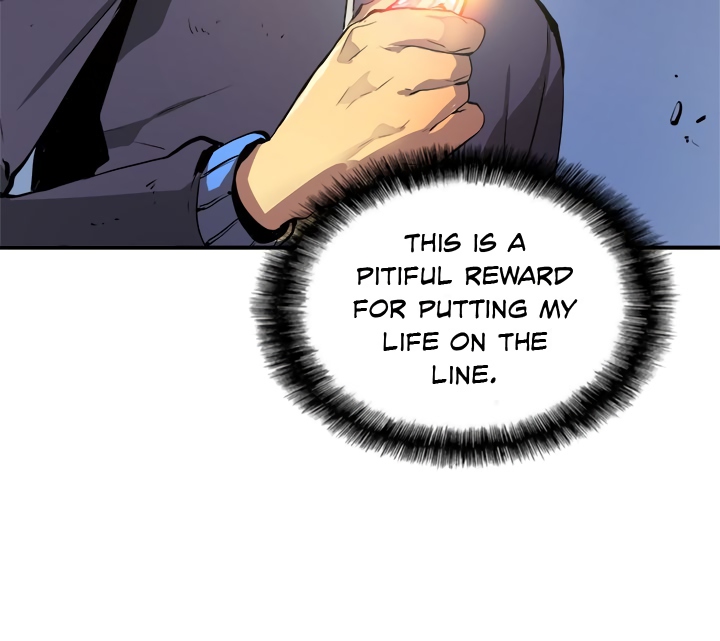 THIS IS A
PITIFUL REWARD
FOR PUTTING MY
LIFE ON THE
LINE.